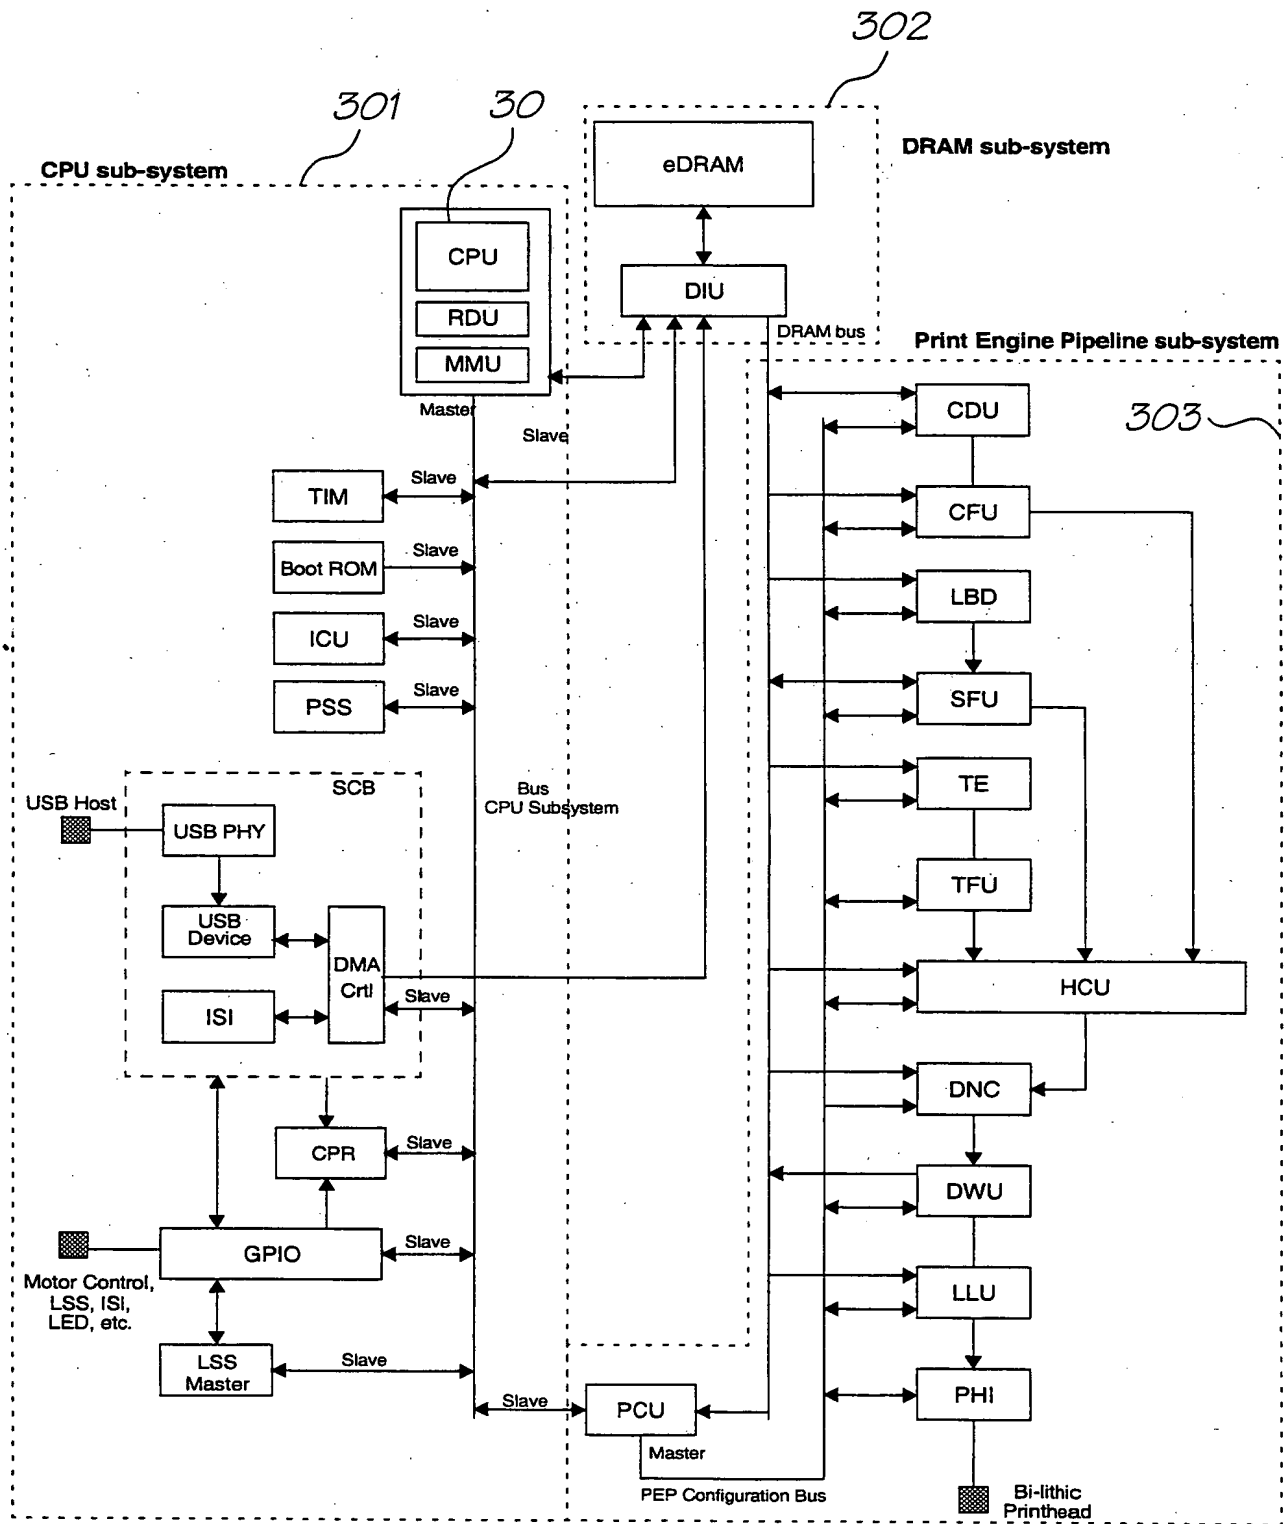 302
301
30
DRAM sub-system
CPU sub-system
eDRAM
CPU
DIU
RDU
DRAM bus
Print Engine Pipeline sub-system
MMU
Master
Slave
CDU
303
TIM
Slave
CFU
Boot ROM
Slave
LBD
ICU
Slave
PSS
Slave
SFU
SCB
Bus
CPU Subsystem
TE
USB Host
USB PHY
TFU
USB
Device
DMA
Crtl
HCU
ISI
Slave
DNC
CPR
Slave
DWU
GPIO
Slave
Motor Control,
LSS, ISI,
LED, etc.
LLU
LSS
Master
Slave
PHI
Slave
PCU
Master
PEP Configuration Bus
Bi-lithic
Printhead